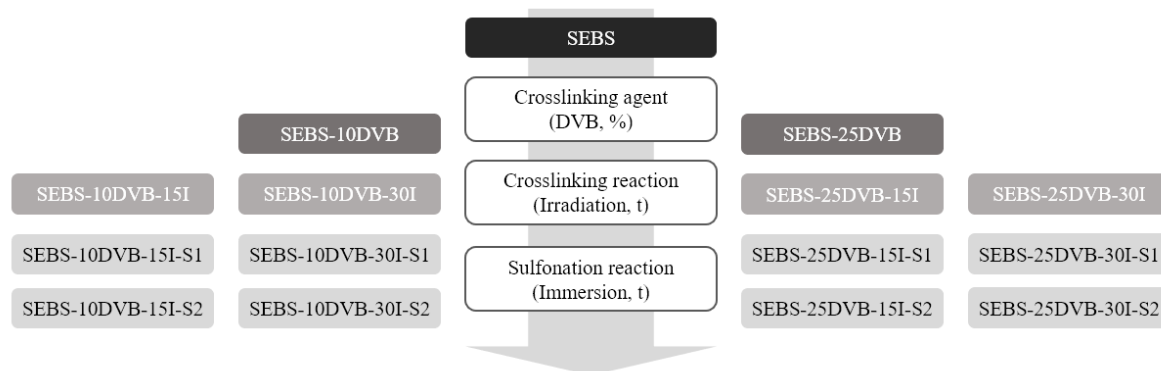 SEBS
Crosslinking agent
(DVB, %)
SEBS-10DVB
SEBS-25DVB
SEBS-10DVB-15I
SEBS-10DVB-30I
Crosslinking reaction
(Irradiation, t)
SEBS-25DVB-15I
SEBS-25DVB-30I
SEBS-10DVB-15I-S1
SEBS-10DVB-30I-S1
Sulfonation reaction
(Immersion, t)
SEBS-25DVB-15I-S1
SEBS-25DVB-30I-S1
SEBS-10DVB-15I-S2
SEBS-10DVB-30I-S2
SEBS-25DVB-15I-S2
SEBS-25DVB-30I-S2